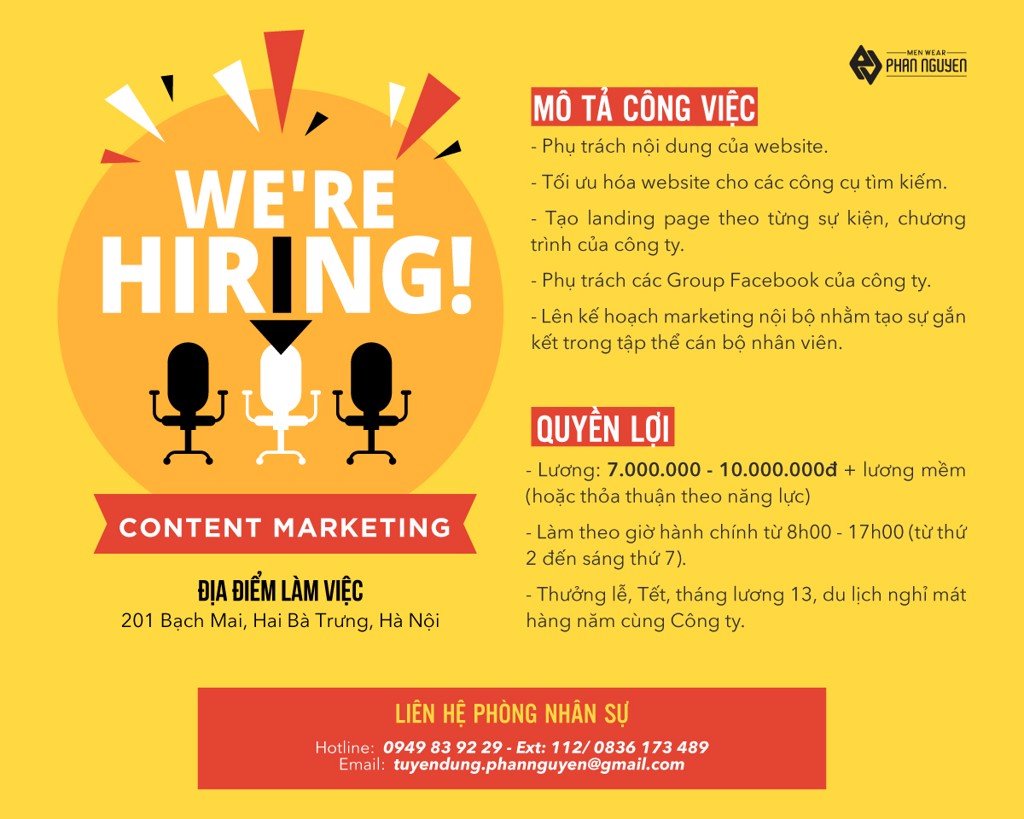 MEN WEAR
PHAN NGUYEN
WE'RE
HIRING!
CONTENT MARKETING
ĐỊA ĐIỂM LÀM VIỆC
201 Bạch Mai, Hai Bà Trưng, Hà Nội
MÔ TẢ CÔNG VIỆC
- Phụ trách nội dung của website.
- Tối ưu hóa website cho các công cụ tìm kiếm.
- Tạo landing page theo từng sự kiện, chương
trình của công ty.
- Phụ trách các Group Facebook của công ty.
- Lên kế hoạch marketing nội bộ nhằm tạo sự gắn
kết trong tập thể cán bộ nhân viên.
QUYỀN LỢI
- Lương: 7.000.000 - 10.000.000đ + lương mềm
(hoặc thỏa thuận theo năng lực)
- Làm theo giờ hành chính từ 8h00 - 17h00 (từ thứ
2 đến sáng thứ 7).
- Thưởng lễ, Tết, tháng lương 13, du lịch nghỉ mát
hàng năm cùng Công ty.
LIÊN HỆ PHÒNG NHÂN SỰ
Hotline: 0949 83 92 29 - Ext: 112/ 0836 173 489
Email: tuyendung.phannguyen@gmail.com